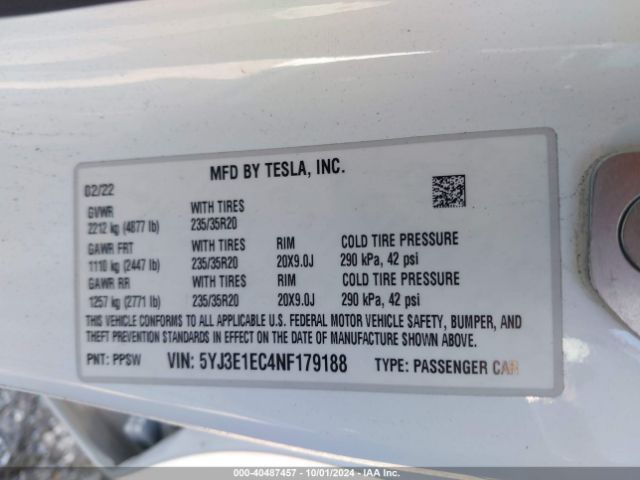 MFD BY TESLA, INC.
02/22
GVWR WITH TIRES
2212 kg (4877 lb) 235/35R20
GAWR FRT WITH TIRES RIM COLD TIRE PRESSURE
1110 kg (2447 lb) 235/35R20 20X9.0J 290 kPa, 42 psi
GAWR RR WITH TIRES RIM COLD TIRE PRESSURE
1257 kg (2771 lb) 235/35R20 20X9.0J 290 kPa, 42 psi
THIS VEHICLE CONFORMS TO ALL APPLICABLE U.S. FEDERAL MOTOR VEHICLE SAFETY, BUMPER, AND
THEFT PREVENTION STANDARDS IN EFFECT ON THE DATE OF MANUFACTURE SHOWN ABOVE.
PNT: PPSW VIN: 5YJ3E1EC4NF179188 TYPE: PASSENGER CAR
000-40487457 - 10/01/2024 - IAA Inc.